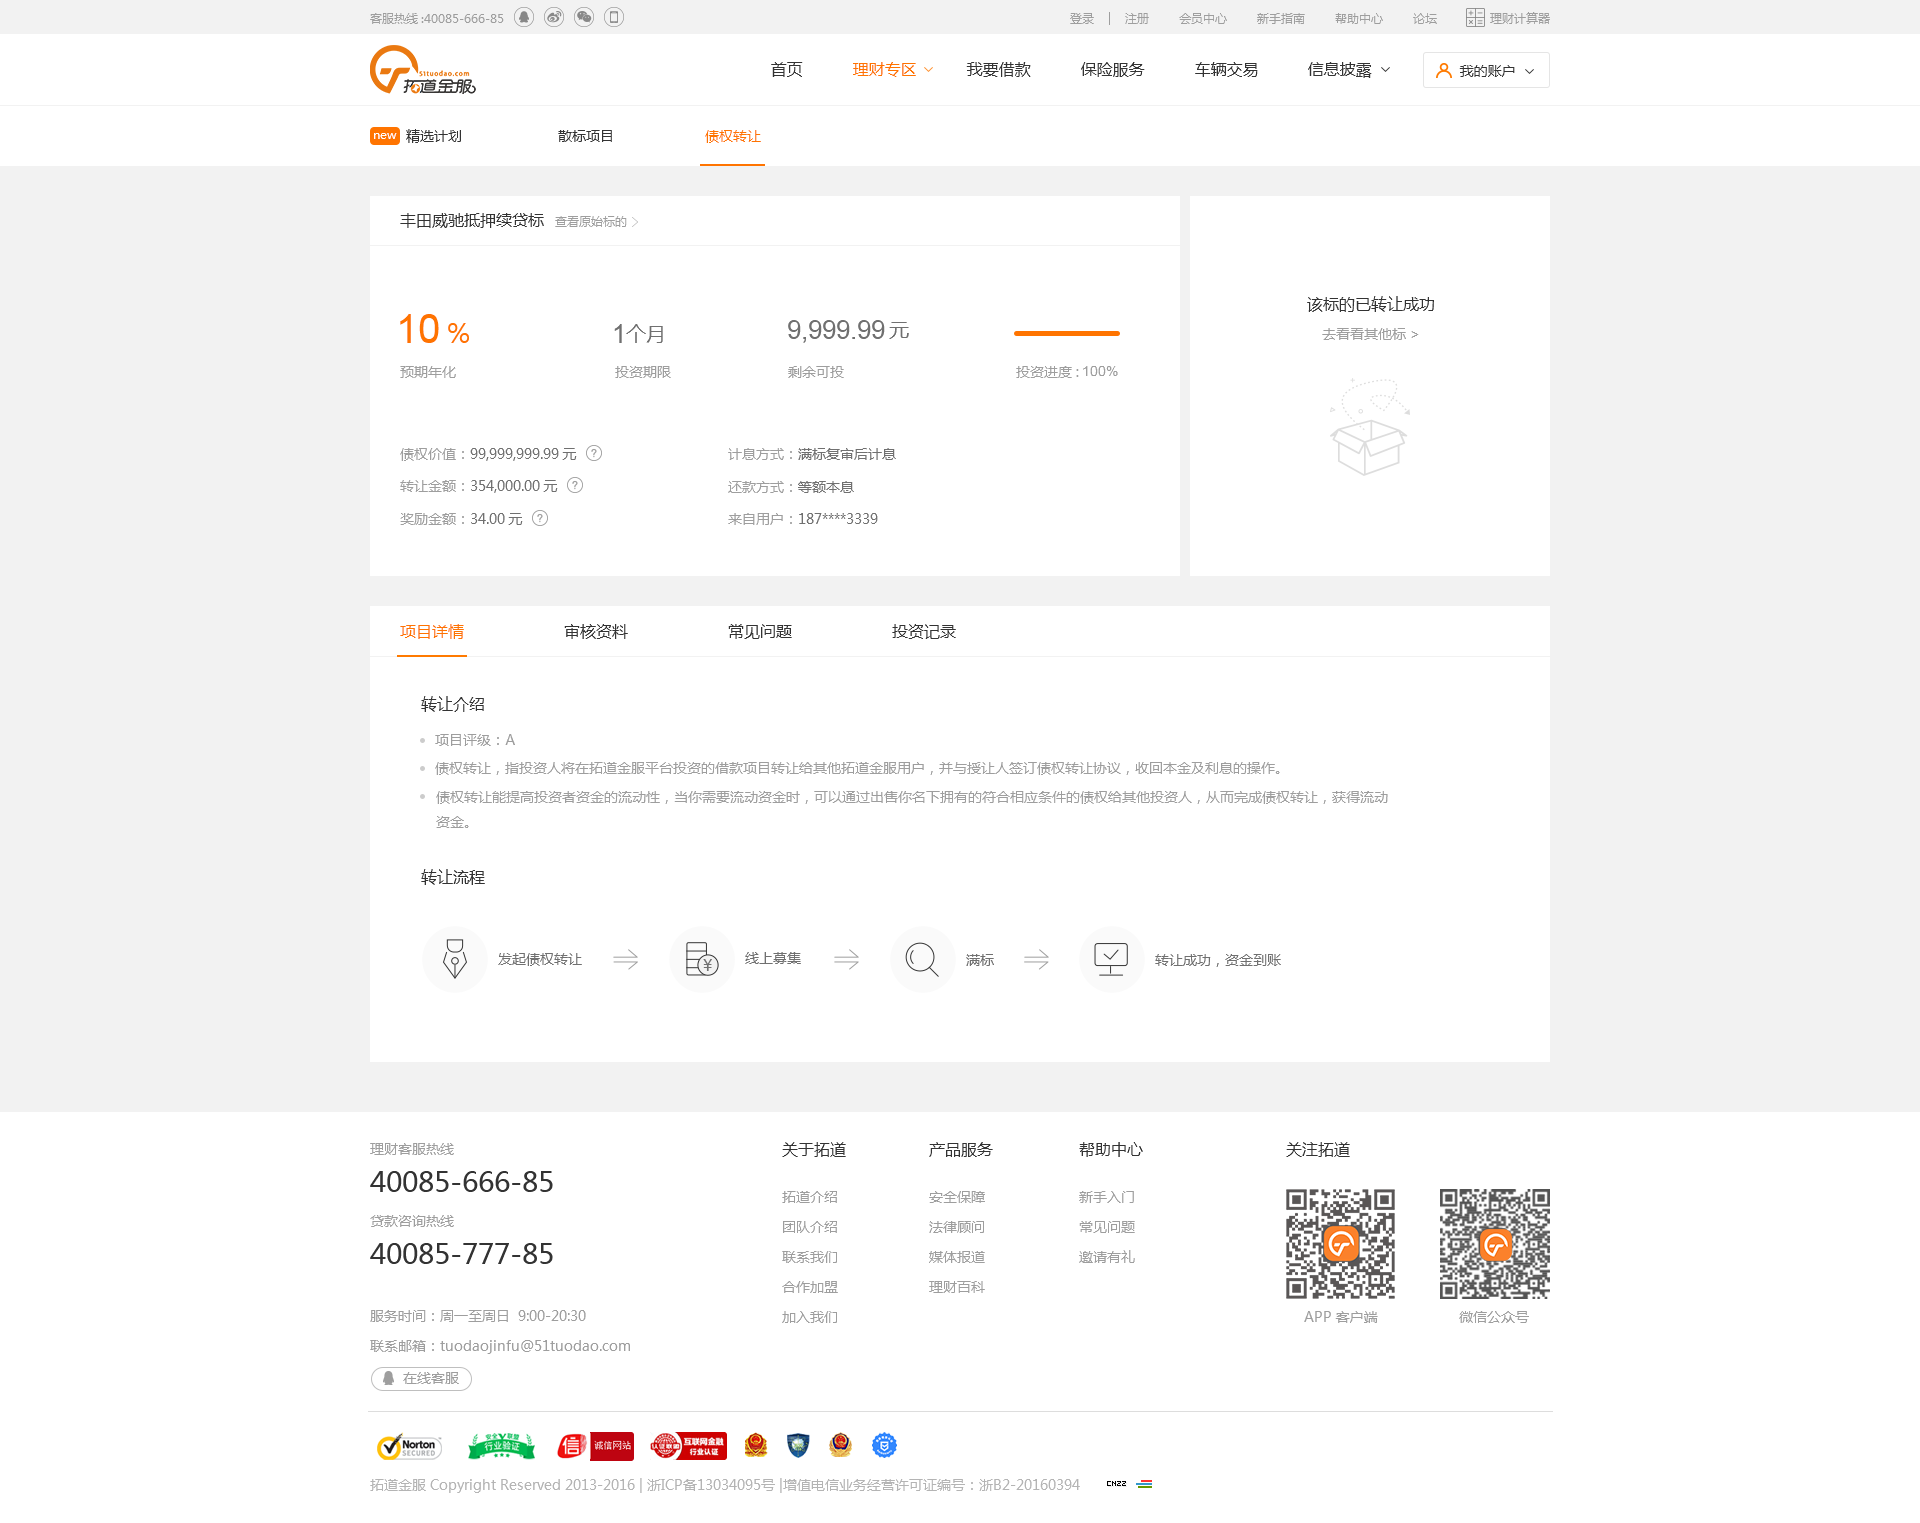 客服热线 :40085-666-85
登录 | 注册 会员中心 新手指南 帮助中心 论坛 理财计算器
51tuodao.com
拓道金服
首页 理财专区 我要借款 保险服务 车辆交易 信息披露 我的账户
new 精选计划 散标项目 债权转让
丰田威驰抵押续贷标 查看原始标的
10 % 1个月 9,999.99 元
预期年化 投资期限 剩余可投 投资进度 : 100%
该标的已转让成功
去看看其他标 >
债权价值：99,999,999.99 元 ? 计息方式：满标复审后计息
转让金额：354,000.00 元 ? 还款方式：等额本息
奖励金额：34.00 元 ? 来自用户：187****3339
项目详情 审核资料 常见问题 投资记录
转让介绍
项目评级：A
债权转让，指投资人将在拓道金服平台投资的借款项目转让给其他拓道金服用户，并与授让人签订债权转让协议，收回本金及利息的操作。
债权转让能提高投资者资金的流动性，当你需要流动资金时，可以通过出售你名下拥有的符合相应条件的债权给其他投资人，从而完成债权转让，获得流动
资金。
转让流程
发起债权转让 ¥ 线上募集 满标 转让成功，资金到账
理财客服热线
40085-666-85
贷款咨询热线
40085-777-85
服务时间：周一至周日 9:00-20:30
联系邮箱：tuodaojinfu@51tuodao.com
在线客服
关于拓道
拓道介绍
团队介绍
联系我们
合作加盟
加入我们
产品服务
安全保障
法律顾问
媒体报道
理财百科
帮助中心
新手入门
常见问题
邀请有礼
关注拓道
APP 客户端 微信公众号
Norton
SECURED
安全联盟
行业验证
信 诚信网站
认证联盟
互联网金融
行业认证
拓道金服 Copyright Reserved 2013-2016 | 浙ICP备13034095号 |增值电信业务经营许可证编号：浙B2-20160394 CNZZ